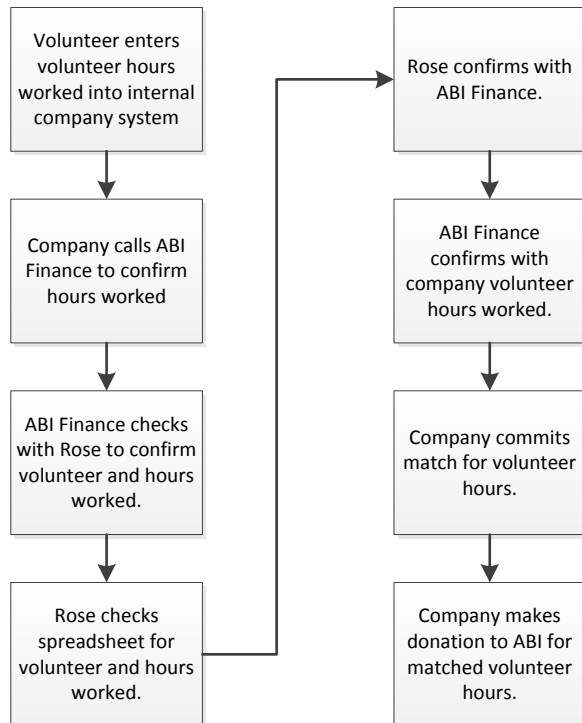 Volunteer enters
volunteer hours
worked into internal
company system
Company calls ABI
Finance to confirm
hours worked
ABI Finance checks
with Rose to confirm
volunteer and hours
worked.
Rose checks
spreadsheet for
volunteer and hours
worked.
Rose confirms with
ABI Finance.
ABI Finance
confirms with
company volunteer
hours worked.
Company commits
match for volunteer
hours.
Company makes
donation to ABI for
matched volunteer
hours.